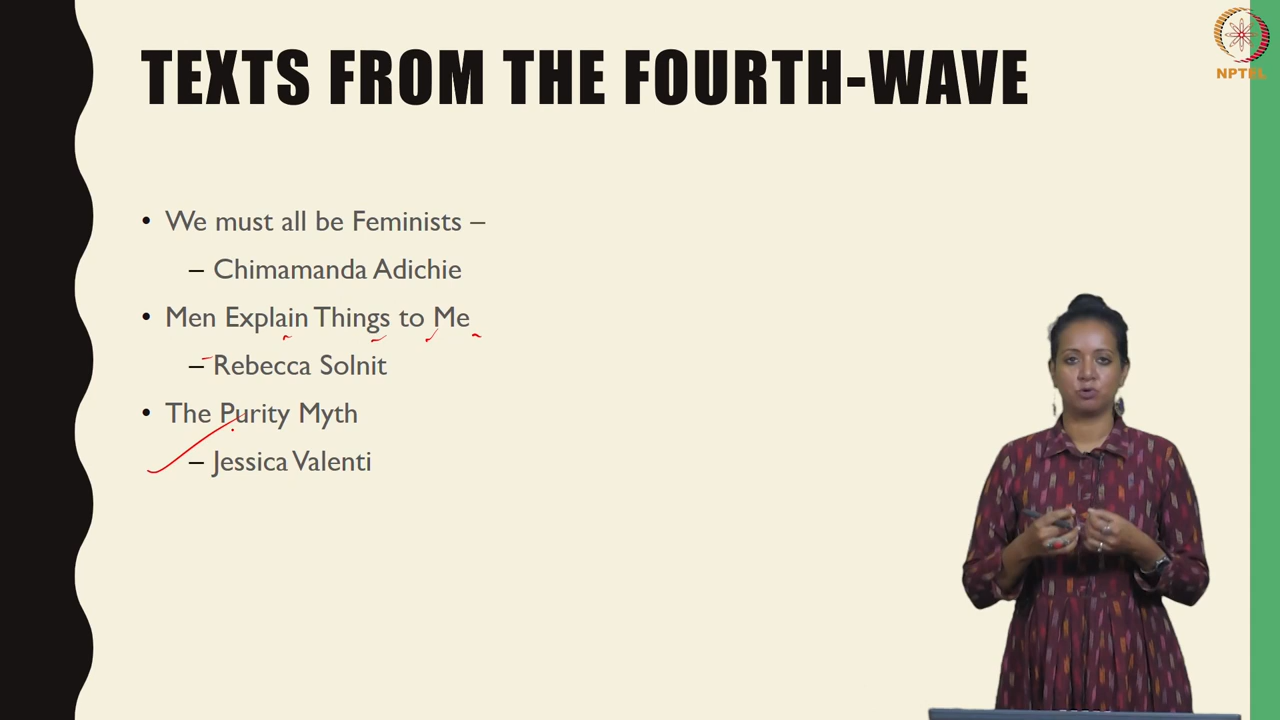 TEXTS FROM THE FOURTH-WAVE
NPTEL
• We must all be Feminists –
– Chimamanda Adichie
• Men Explain Things to Me
– Rebecca Solnit
• The Purity Myth
– Jessica Valenti